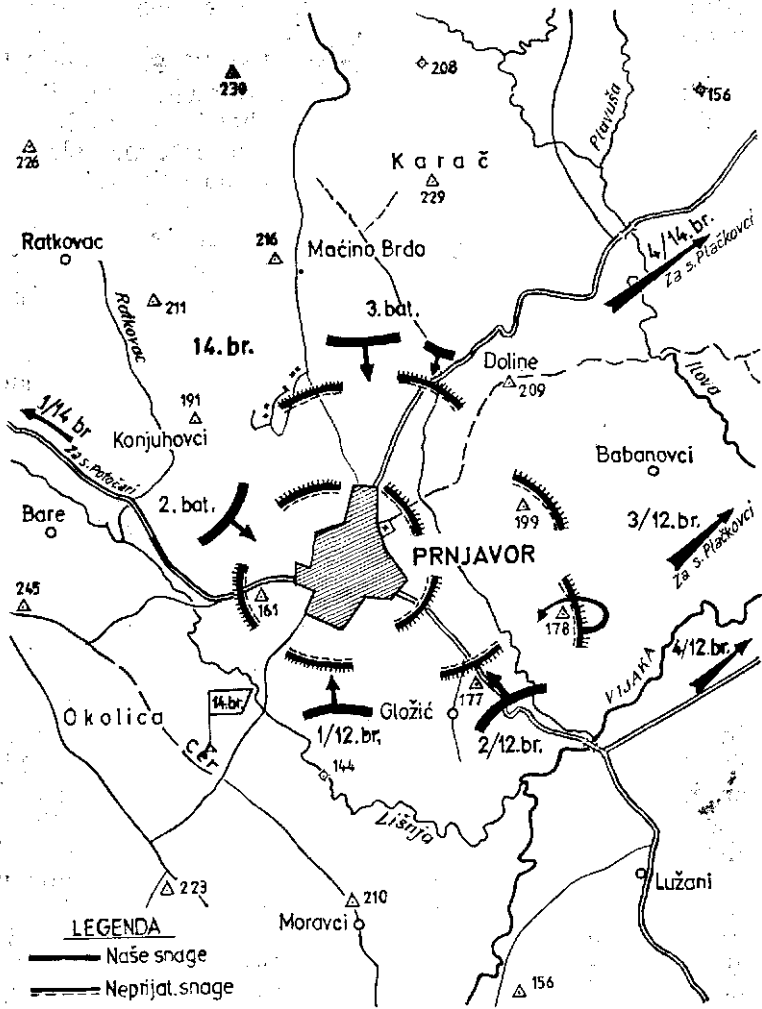 208
230
156
Plavuša
226
Karač
229
Ratkovac
216
Maćino Brdo
4/14. br.
Za s. Plačkovci
Ratkovac
211
3. bat.
14. br.
Doline
209
Ilova
1/14 br
za s. Potočari
191
Konjuhovci
Babanovci
2. bat.
Bare
199
3/12. br.
Za s. Plačkovci
PRNJAVOR
245
161
178
VIJAKA
4/12. br.
14. br.
177
Okolica
Gložić
Cer
1/12. br.
2/12. br.
144
Lišnja
223
210
Lužani
Moravci
LEGENDA
Naše snage
Neprijat. snage
156